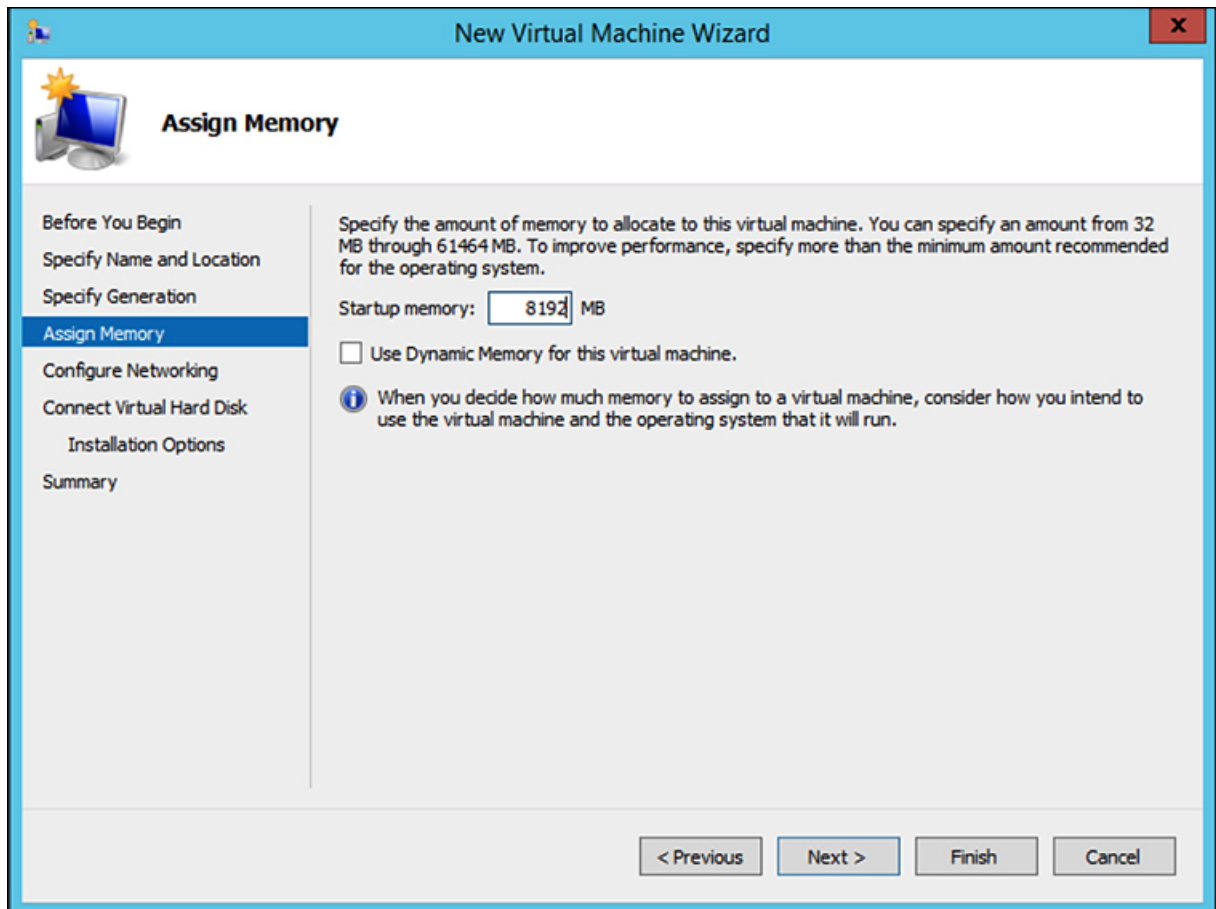 New Virtual Machine Wizard
x
Assign Memory
Before You Begin
Specify Name and Location
Specify Generation
Assign Memory
Configure Networking
Connect Virtual Hard Disk
Installation Options
Summary
Specify the amount of memory to allocate to this virtual machine. You can specify an amount from 32
MB through 61464 MB. To improve performance, specify more than the minimum amount recommended
for the operating system.
Startup memory: 8192 MB
Use Dynamic Memory for this virtual machine.
When you decide how much memory to assign to a virtual machine, consider how you intend to
use the virtual machine and the operating system that it will run.
< Previous Next > Finish Cancel